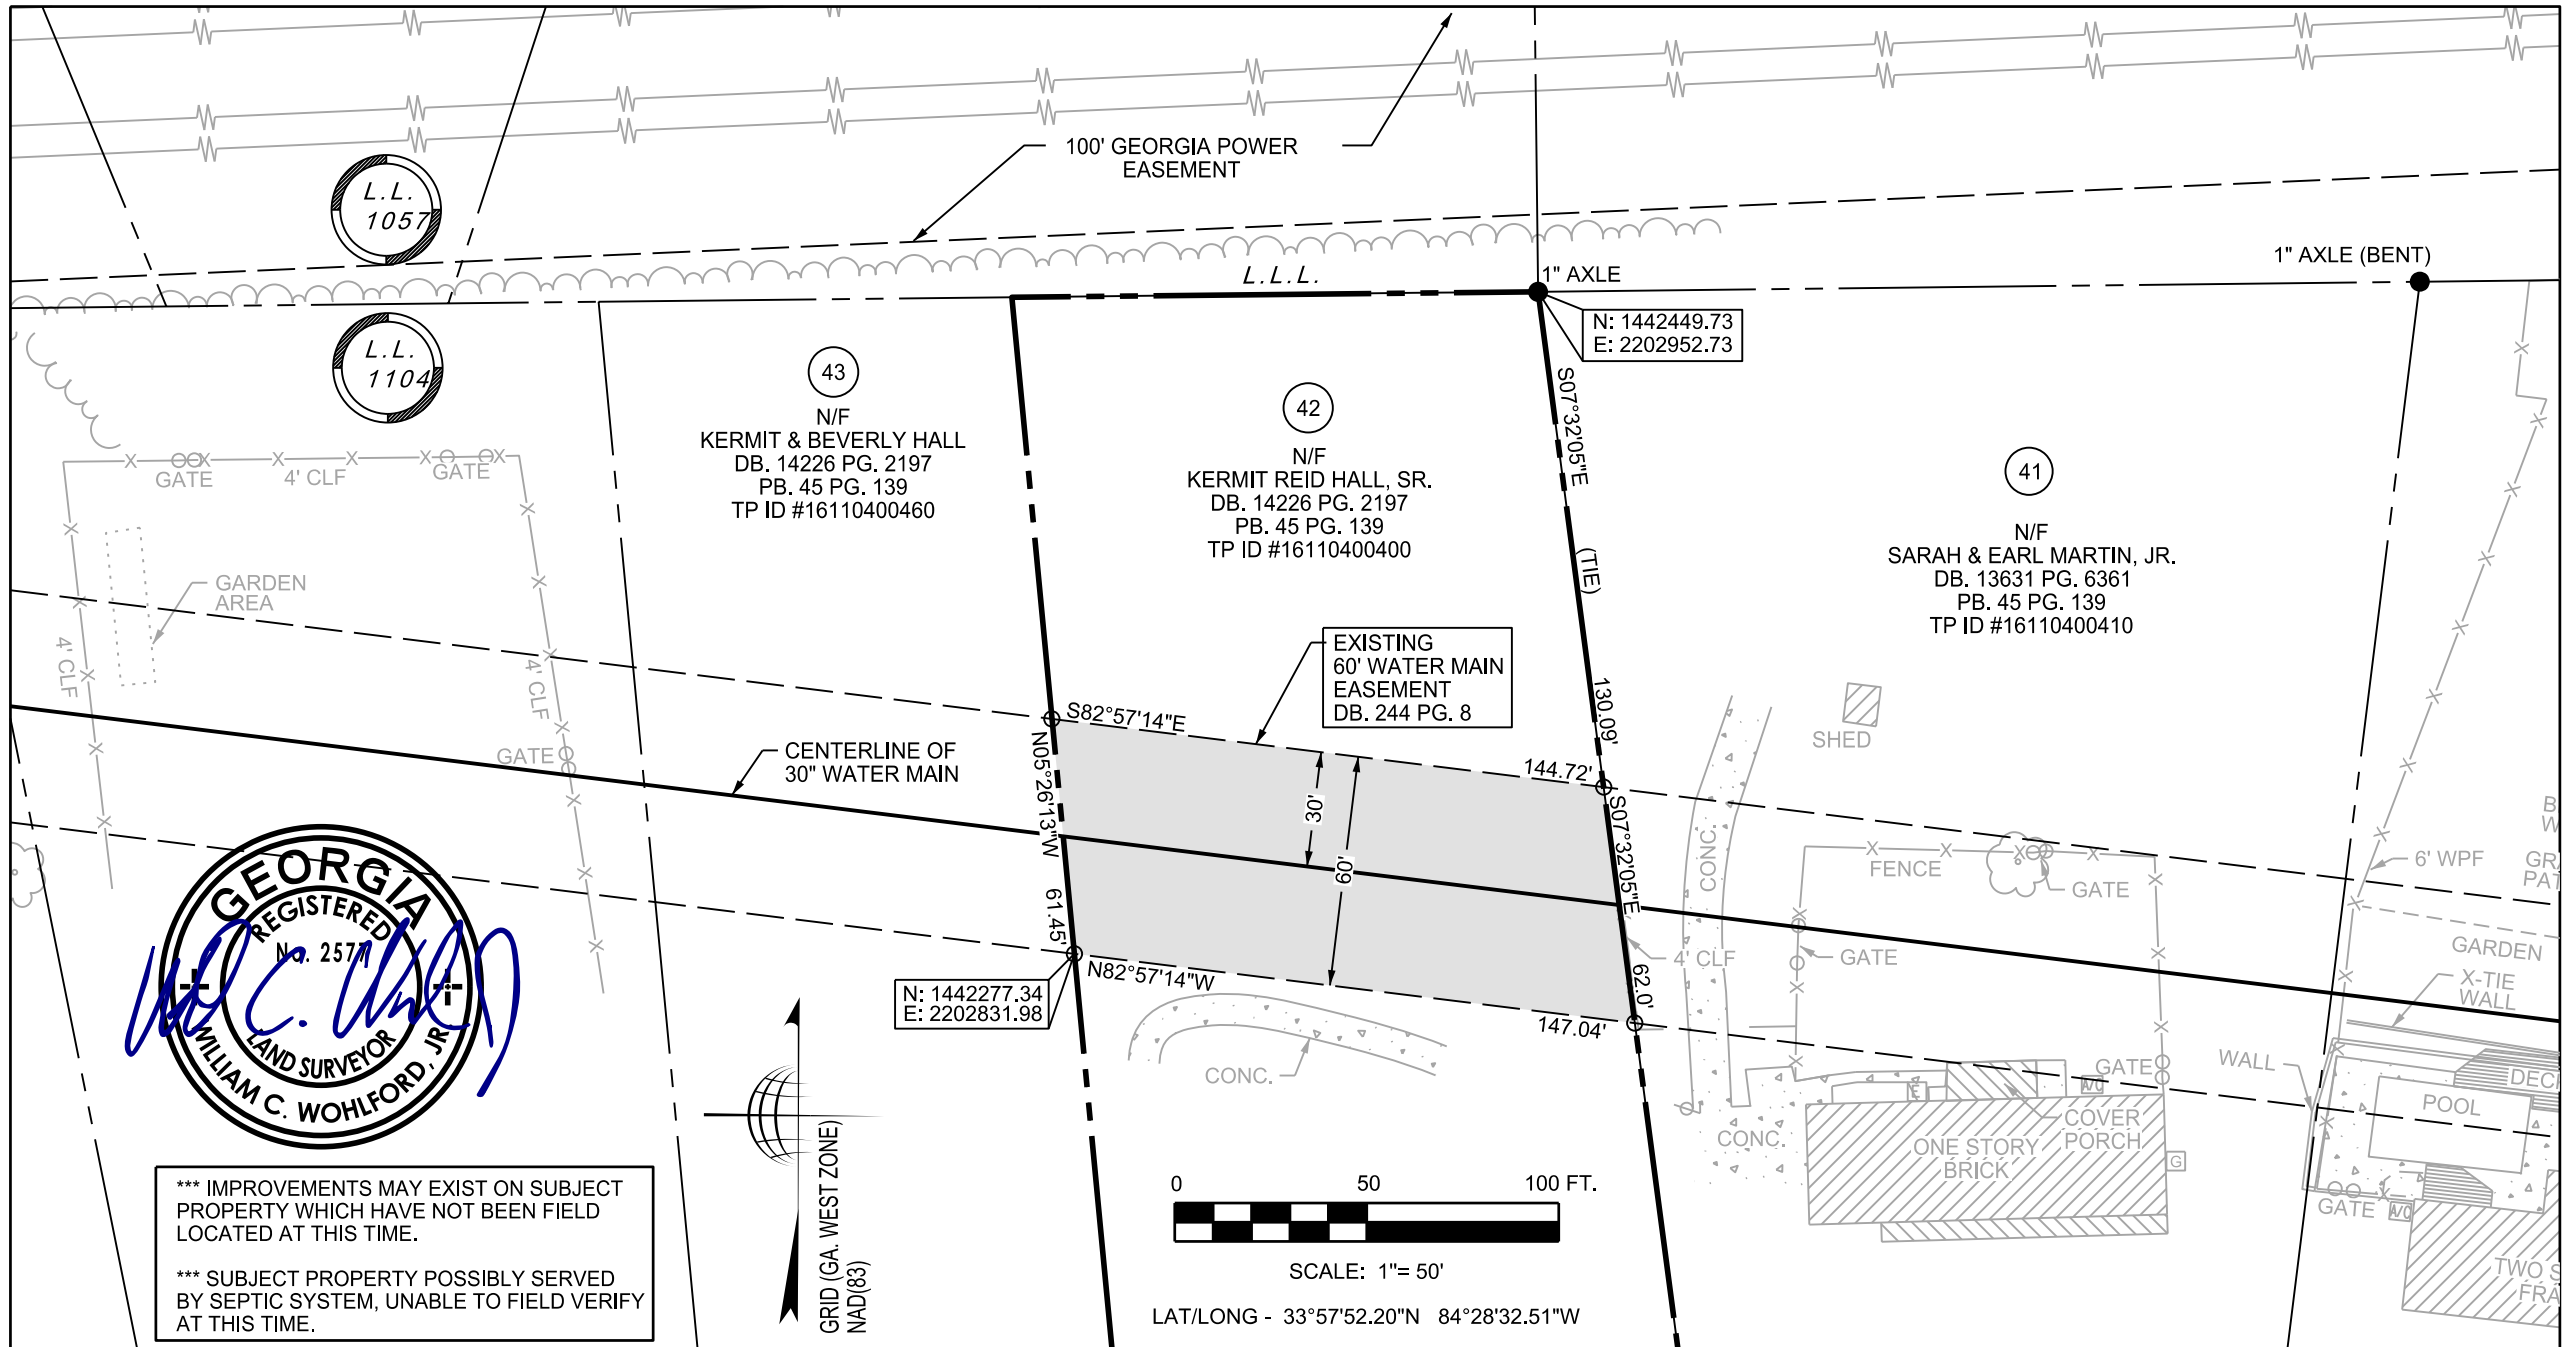 100' GEORGIA POWER
EASEMENT
L.L.
1057
L.L.
1104
L.L.L.
1" AXLE
1" AXLE (BENT)
N: 1442449.73
E: 2202952.73
43
N/F
KERMIT & BEVERLY HALL
DB. 14226 PG. 2197
PB. 45 PG. 139
TP ID #16110400460
42
N/F
KERMIT REID HALL, SR.
DB. 14226 PG. 2197
PB. 45 PG. 139
TP ID #16110400400
41
N/F
SARAH & EARL MARTIN, JR.
DB. 13631 PG. 6361
PB. 45 PG. 139
TP ID #16110400410
S07°32'05"E
(TIE)
130.09'
GATE
4' CLF
GATE
GARDEN
AREA
4' CLF
4' CLF
GATE
EXISTING
60' WATER MAIN
EASEMENT
DB. 244 PG. 8
S82°57'14"E
144.72'
CENTERLINE OF
30" WATER MAIN
N05°26'13"W
61.45'
30'
60'
S07°32'05"E
62.0'
N82°57'14"W
147.04'
N: 1442277.34
E: 2202831.98
SHED
CONC.
FENCE
GATE
6' WPF
4' CLF
GATE
GARDEN
X-TIE
WALL
WALL
GATE
DECK
POOL
A/C
E
COVER
PORCH
CONC.
ONE STORY
BRICK
G
GATE
A/C
CONC.
GEORGIA
REGISTERED
No. 2577
LAND SURVEYOR
WILLIAM C. WOHLFORD, JR.
GRID (GA. WEST ZONE)
NAD(83)
0 50 100 FT.
SCALE: 1"= 50'
LAT/LONG - 33°57'52.20"N 84°28'32.51"W
*** IMPROVEMENTS MAY EXIST ON SUBJECT
PROPERTY WHICH HAVE NOT BEEN FIELD
LOCATED AT THIS TIME.
*** SUBJECT PROPERTY POSSIBLY SERVED
BY SEPTIC SYSTEM, UNABLE TO FIELD VERIFY
AT THIS TIME.